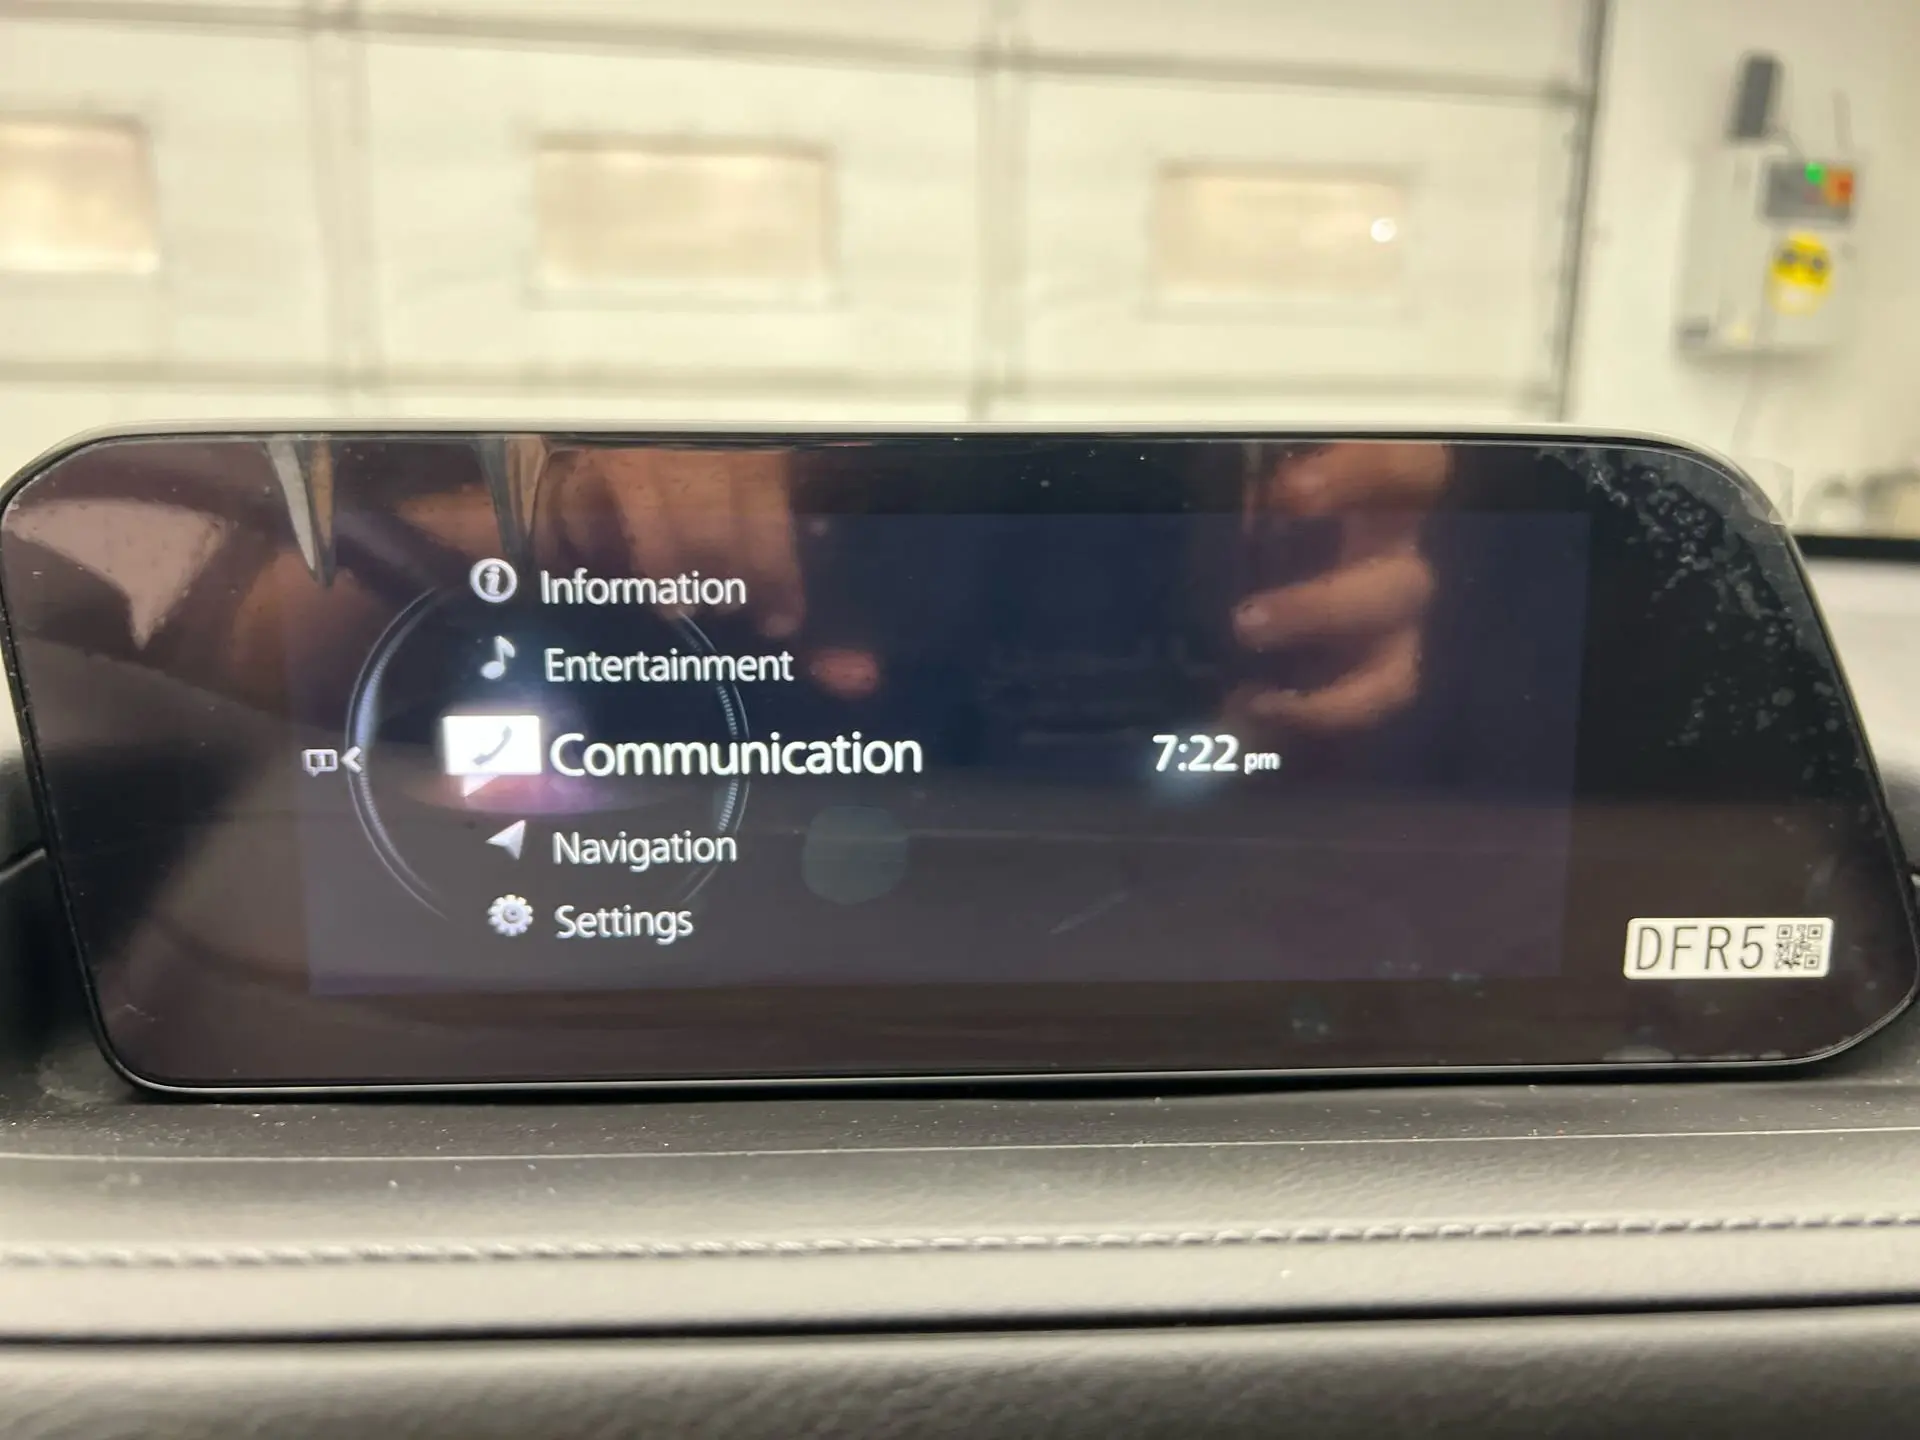 Information
Entertainment
Communication
7:22 pm
Navigation
Settings
DFR5